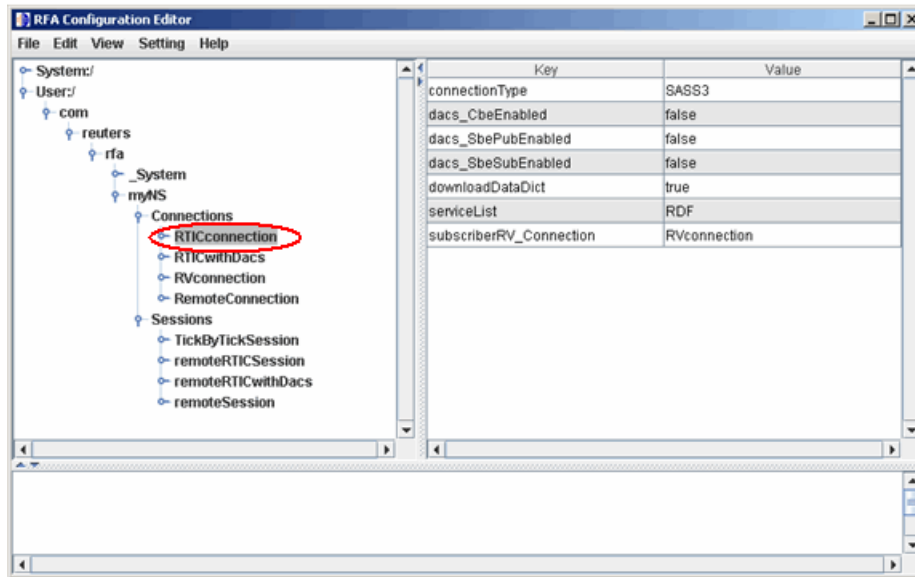 RFA Configuration Editor
File Edit View Setting Help
System:/
User:/
com
reuters
rfa
_System
myNS
Connections
RTICconnection
RTICwithDacs
RVconnection
RemoteConnection
Sessions
TickByTickSession
remoteRTICSession
remoteRTICwithDacs
remoteSession
Key Value
connectionType SASS3
dacs_CbeEnabled false
dacs_SbePubEnabled false
dacs_SbeSubEnabled false
downloadDataDict true
serviceList RDF
subscriberRV_Connection RVconnection